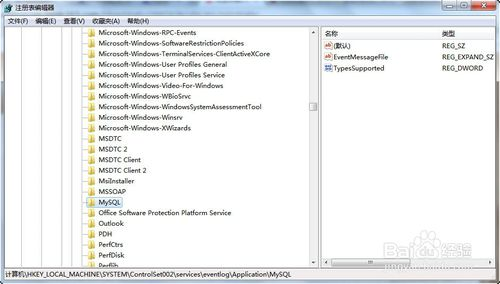 注册表编辑器
文件(F) 编辑(E) 查看(V) 收藏夹(A) 帮助(H)
Microsoft-Windows-RPC-Events
Microsoft-Windows-SoftwareRestrictionPolicies
Microsoft-Windows-TerminalServices-ClientActiveXCore
Microsoft-Windows-User Profiles General
Microsoft-Windows-User Profiles Service
Microsoft-Windows-Video-For-Windows
Microsoft-Windows-WBioSrvc
Microsoft-Windows-WindowsSystemAssessmentTool
Microsoft-Windows-Winsrv
Microsoft-Windows-XWizards
MSDTC
MSDTC 2
MSDTC Client
MSDTC Client 2
MsiInstaller
MSSOAP
MySQL
Office Software Protection Platform Service
Outlook
PDH
PerfCtrs
PerfDisk
Perflib
名称 类型
(默认) REG_SZ
EventMessageFile REG_EXPAND_SZ
TypesSupported REG_DWORD
Baidu 经验
jingyan.baidu.com
计算机\HKEY_LOCAL_MACHINE\SYSTEM\ControlSet002\services\eventlog\Application\MySQL